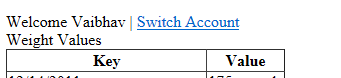 Welcome Vaibhav | Switch Account
Weight Values
Key Value